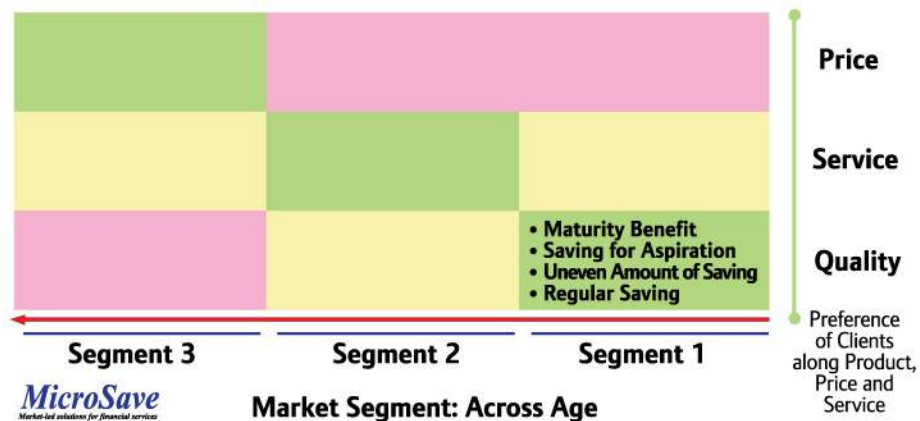 Price
Service
• Maturity Benefit
• Saving for Aspiration
• Uneven Amount of Saving
• Regular Saving
Quality
Segment 3
Segment 2
Segment 1
Preference
of Clients
along Product,
Price and
Service
MicroSave
Market-led solutions for financial services
Market Segment: Across Age